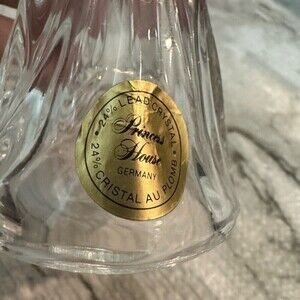 24% LEAD CRYSTAL
Princess
House
GERMANY
24% CRISTAL AU PLOMB